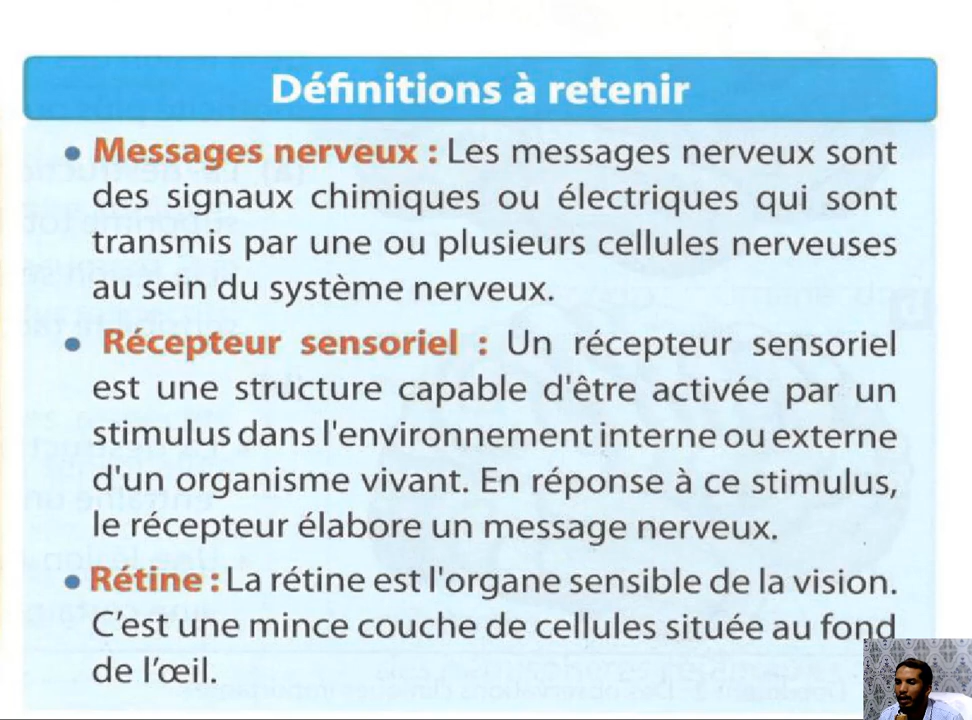 Définitions à retenir
• Messages nerveux : Les messages nerveux sont
des signaux chimiques ou électriques qui sont
transmis par une ou plusieurs cellules nerveuses
au sein du système nerveux.
• Récepteur sensoriel : Un récepteur sensoriel
est une structure capable d'être activée par un
stimulus dans l'environnement interne ou externe
d'un organisme vivant. En réponse à ce stimulus,
le récepteur élabore un message nerveux.
• Rétine : La rétine est l'organe sensible de la vision.
C'est une mince couche de cellules située au fond
de l'œil.